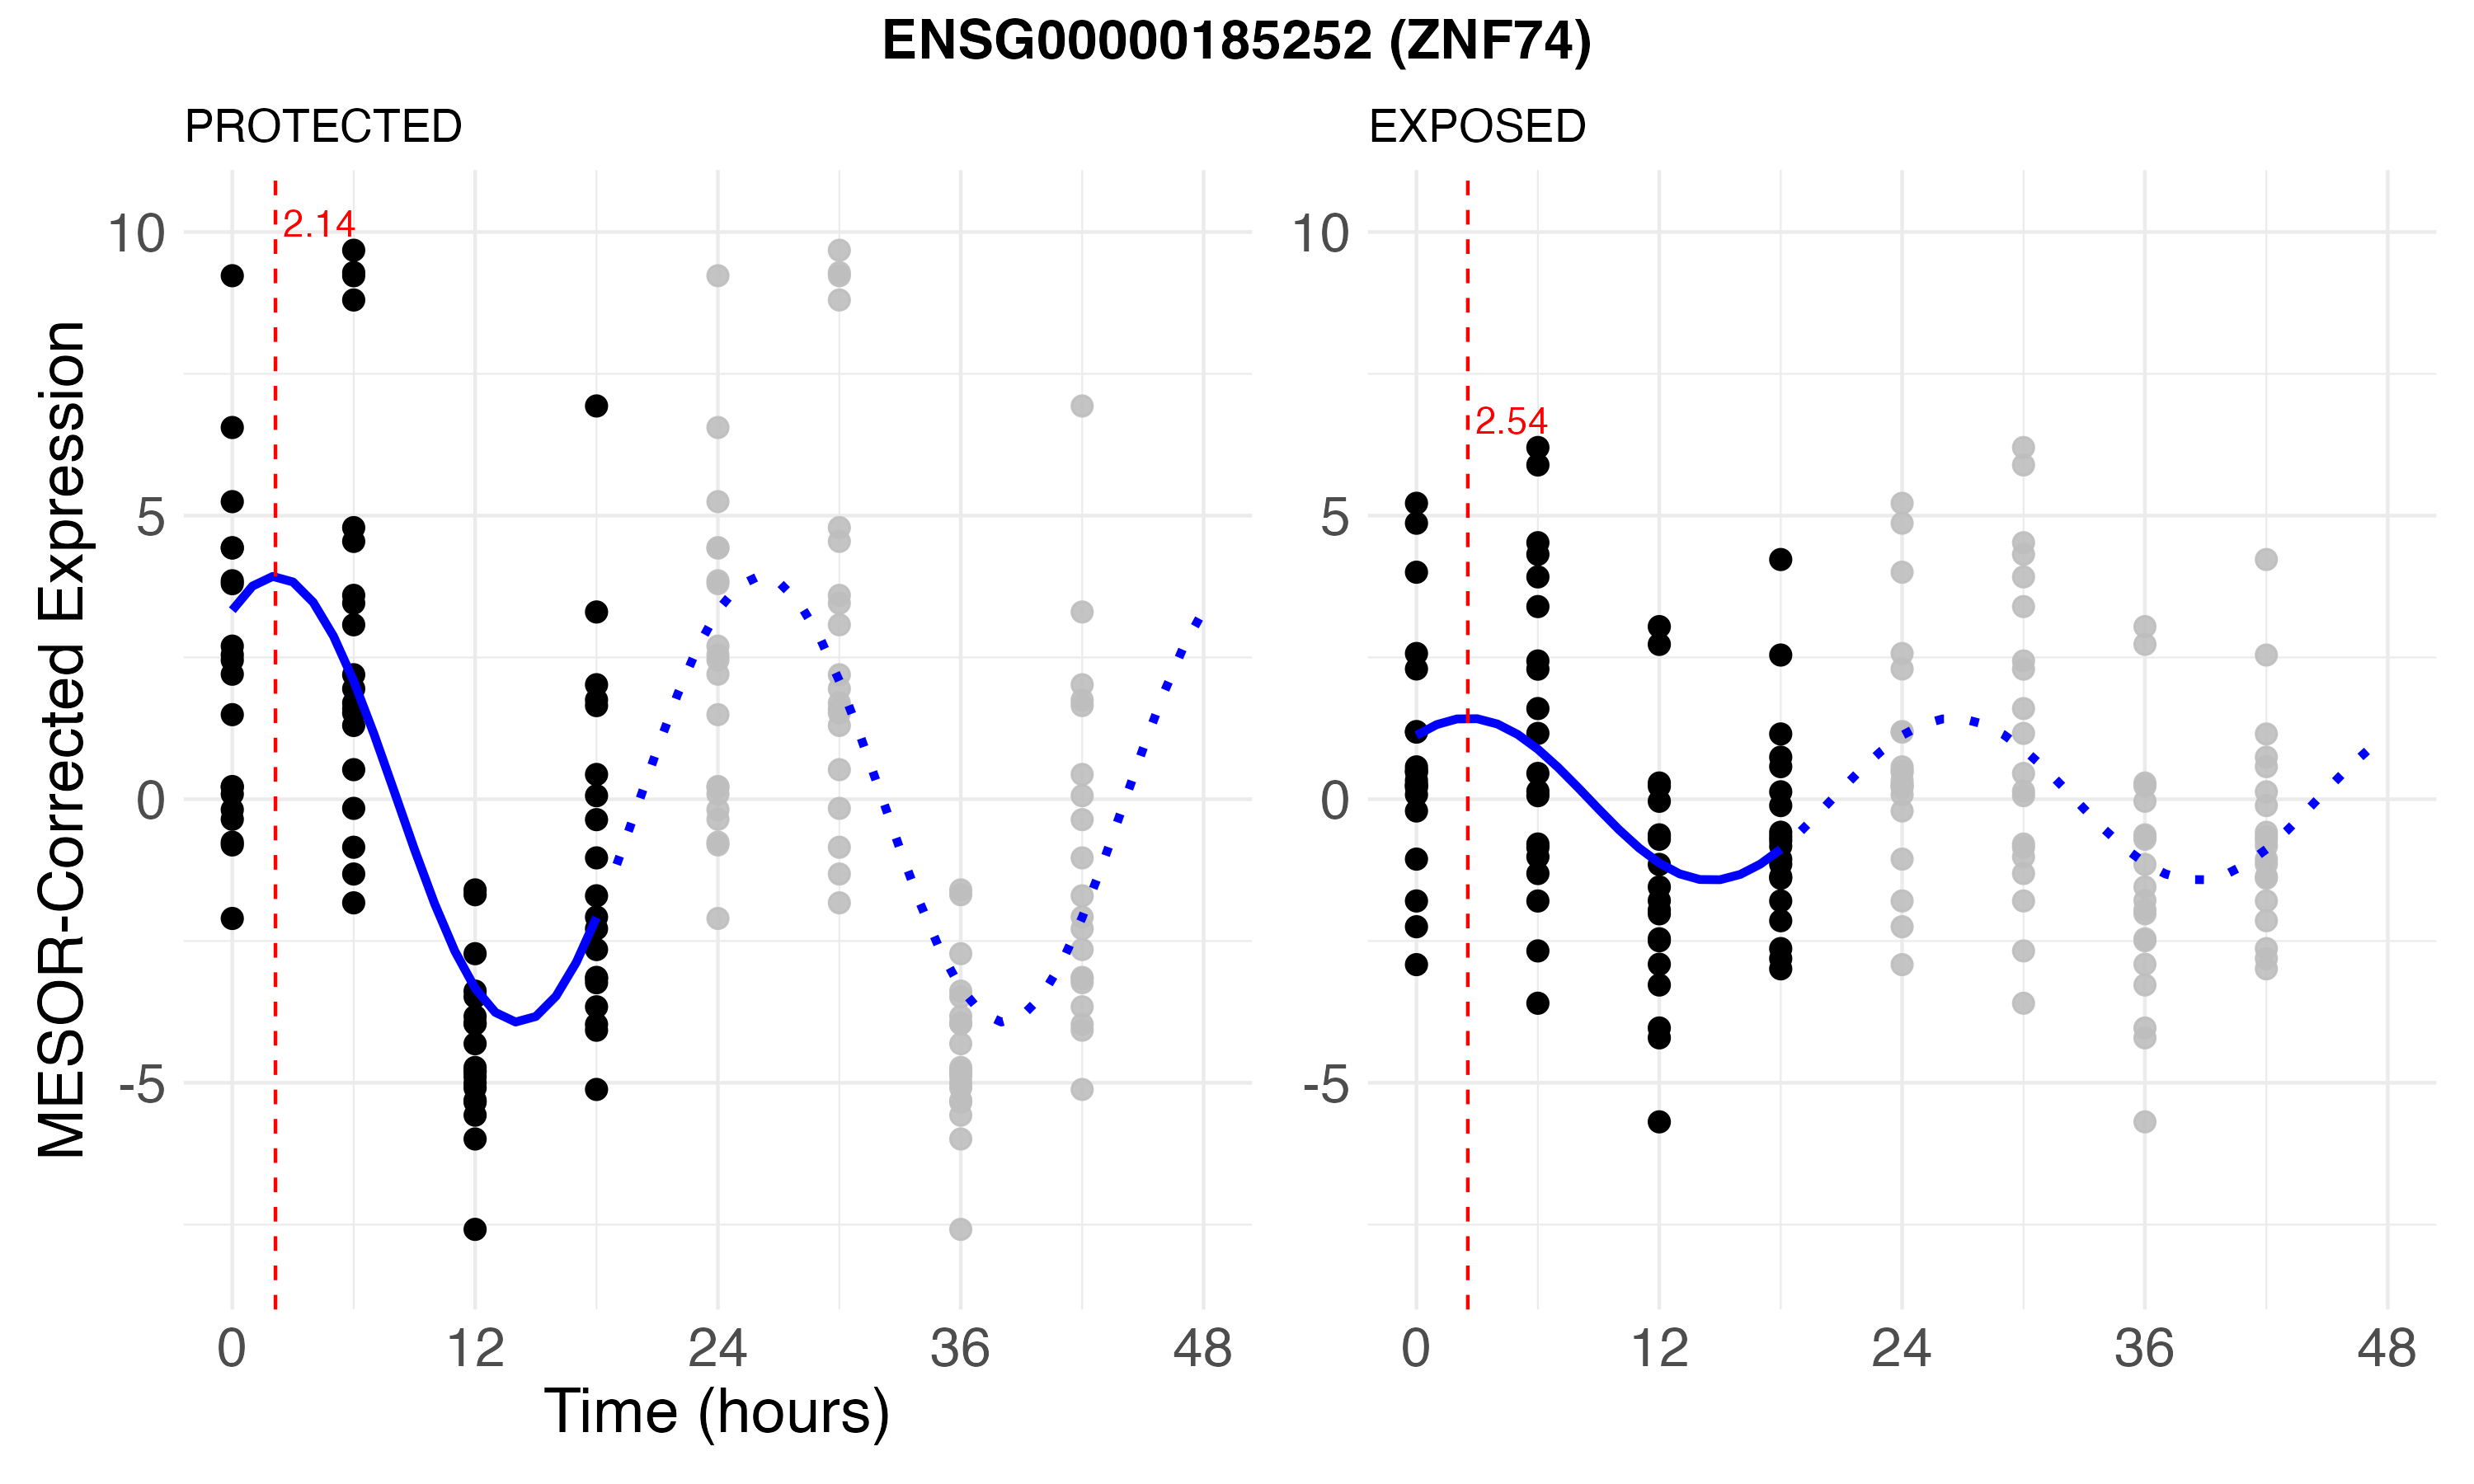 ENSG00000185252 (ZNF74)
PROTECTED
EXPOSED
MESOR-Corrected Expression
10
5
0
-5
2.14
0 12 24 36 48
10
5
0
-5
2.54
0 12 24 36 48
Time (hours)